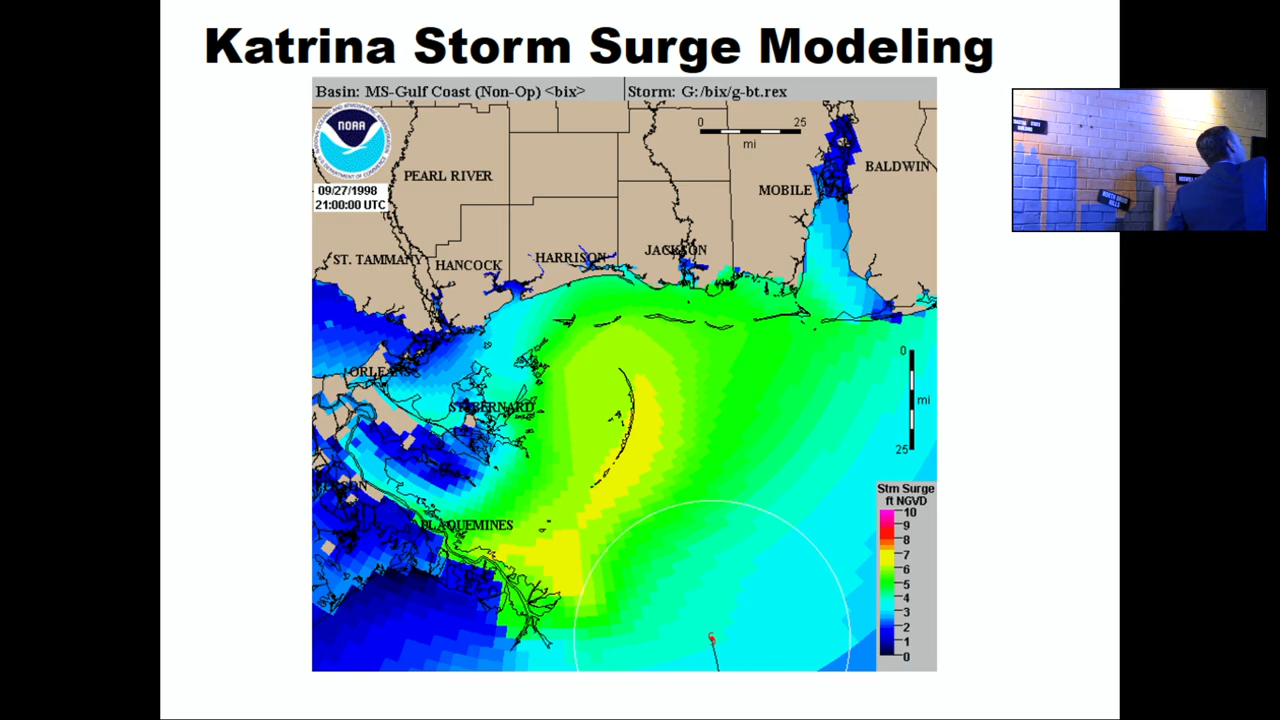 Katrina Storm Surge Modeling
Basin: MS-Gulf Coast (Non-Op) <bix>
Storm: G:/bix/g-bt.rex
NOAA
09/27/1998
21:00:00 UTC
0 25
mi
PEARL RIVER
BALDWIN
MOBILE
ST. TAMMANY
HANCOCK
HARRISON
JACKSON
ORLEANS
ST. BERNARD
PLAQUEMINES
0
mi
25
Stm Surge
ft NGVD
10
9
8
7
6
5
4
3
2
1
0